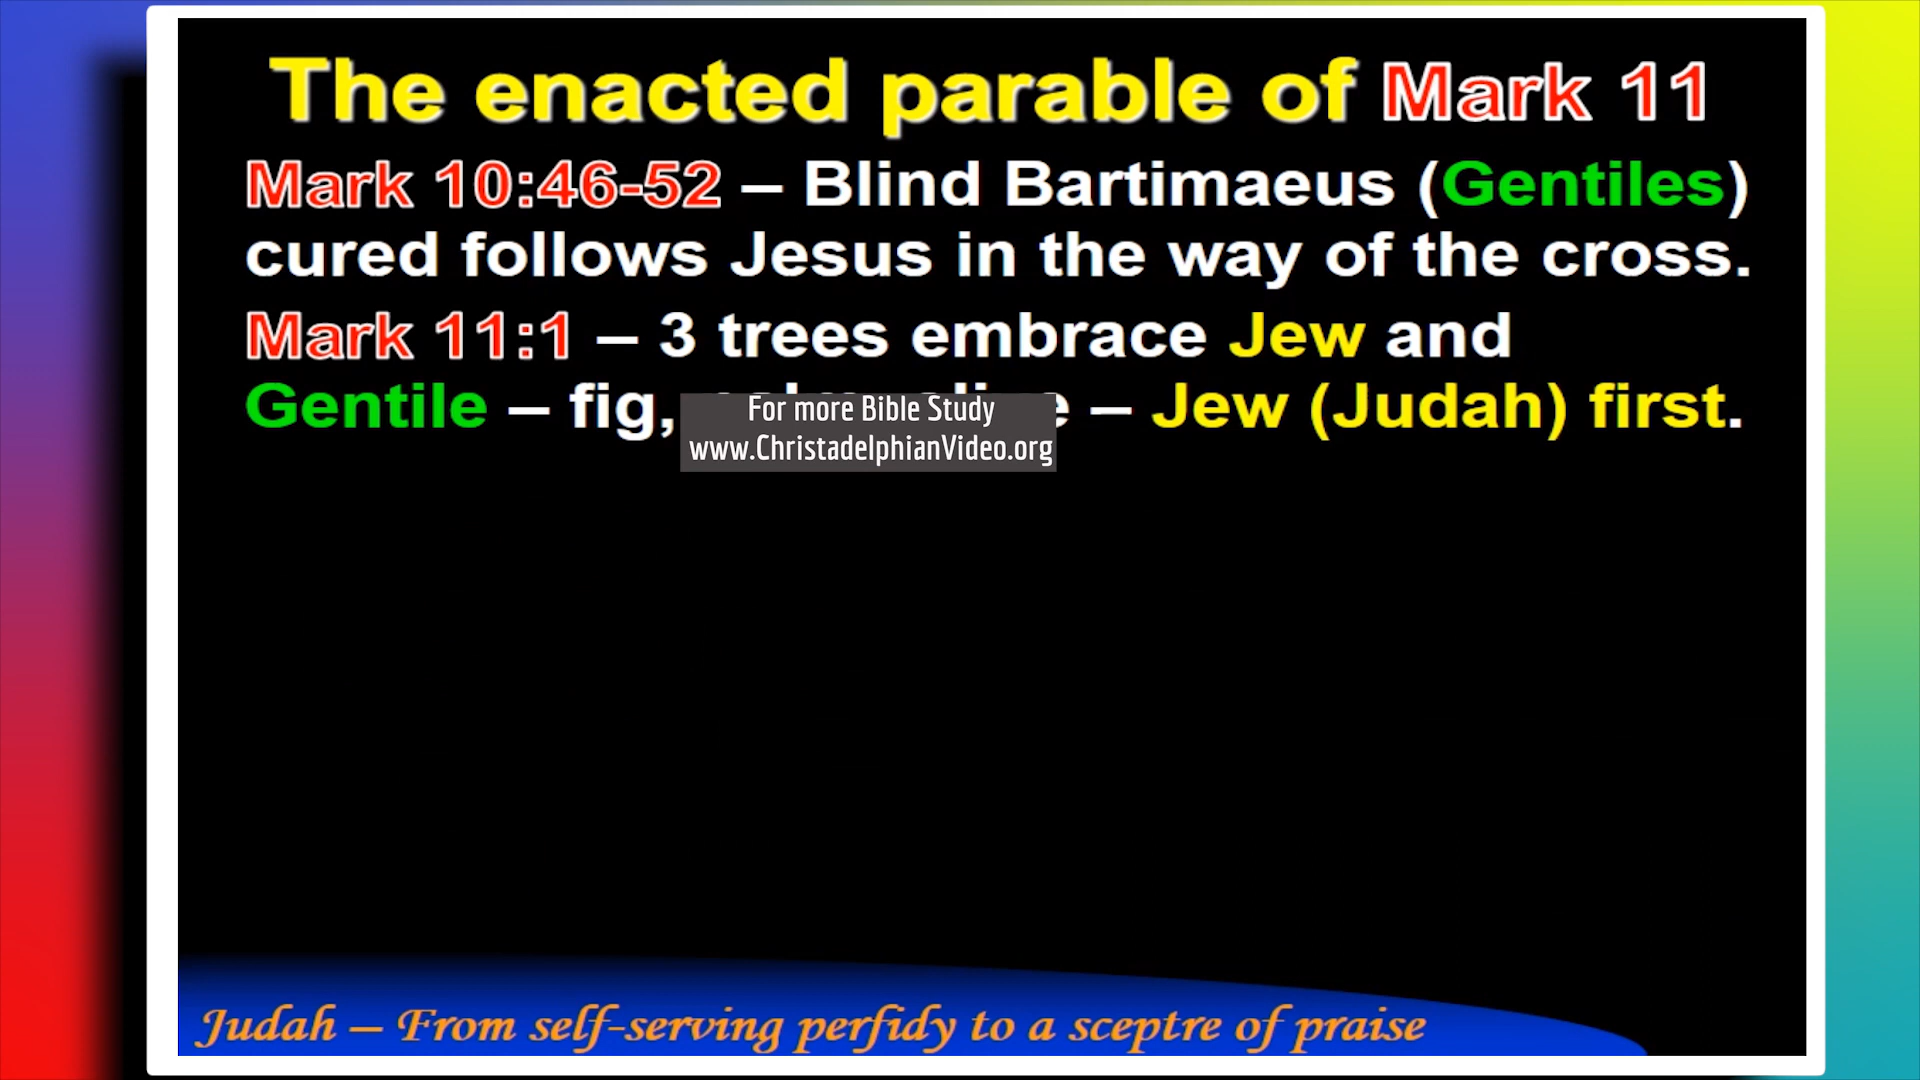 The enacted parable of Mark 11
Mark 10:46-52 – Blind Bartimaeus (Gentiles)
cured follows Jesus in the way of the cross.
Mark 11:1 – 3 trees embrace Jew and
Gentile – fig, – Jew (Judah) first.
For more Bible Study
www.ChristadelphianVideo.org
Judah – From self-serving perfidy to a sceptre of praise